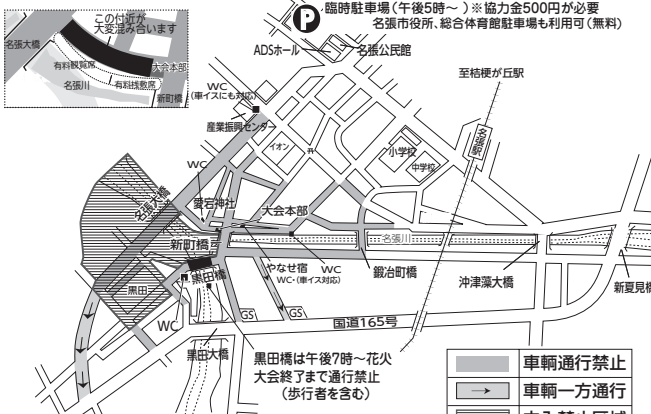 臨時駐車場(午後5時~)※協力金500円が必要
名張市役所、総合体育館駐車場も利用可(無料)
P
ADSホール
名張公民館
この付近が
大変混み合います
名張大橋
有料観覧席
大会本部
名張川
有料桟敷席
新町橋
至桔梗が丘駅
WC
(車イスにも対応)
産業振興センター
イオン
小学校
中学校
名張駅
WC
名張大橋
愛宕神社
大会本部
新町橋
名張川
黒田橋
やなせ宿
WC・(車イス対応)
WC
鍛冶町橋
沖津藻大橋
新夏見橋
黒田
WC
GS
GS
国道165号
黒田大橋
黒田橋は午後7時~花火
大会終了まで通行禁止
(歩行者を含む)
車輌通行禁止
車輌一方通行